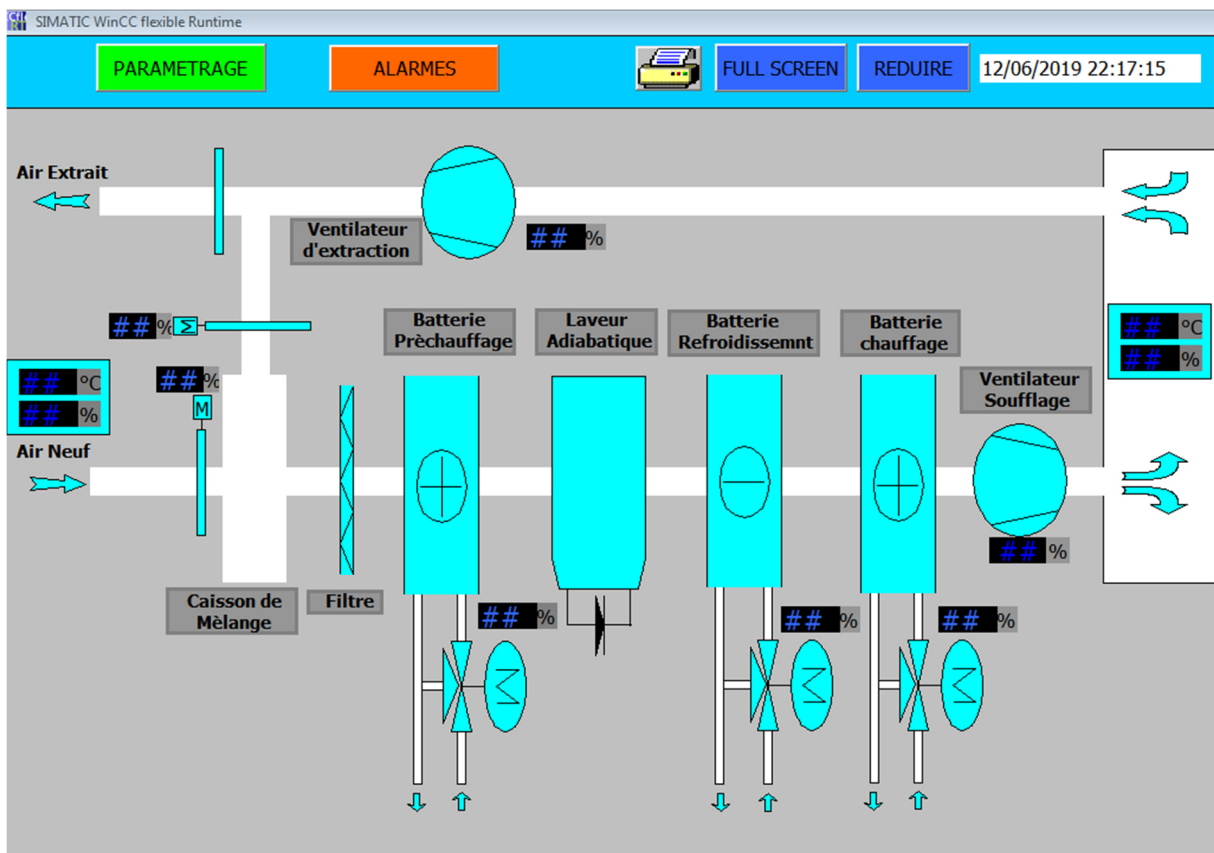 SIMATIC WinCC flexible Runtime
PARAMETRAGE
ALARMES
FULL SCREEN
REDUIRE
12/06/2019 22:17:15
Air Extrait
Ventilateur
d'extraction
## %
## %
Σ
Batterie
Prèchauffage
Laveur
Adiabatique
Batterie
Refroidissemnt
Batterie
chauffage
## °C
## %
## °C
## %
## %
M
Ventilateur
Soufflage
Air Neuf
## %
Caisson de
Mèlange
Filtre
## %
## %
## %
Σ
Σ
Σ